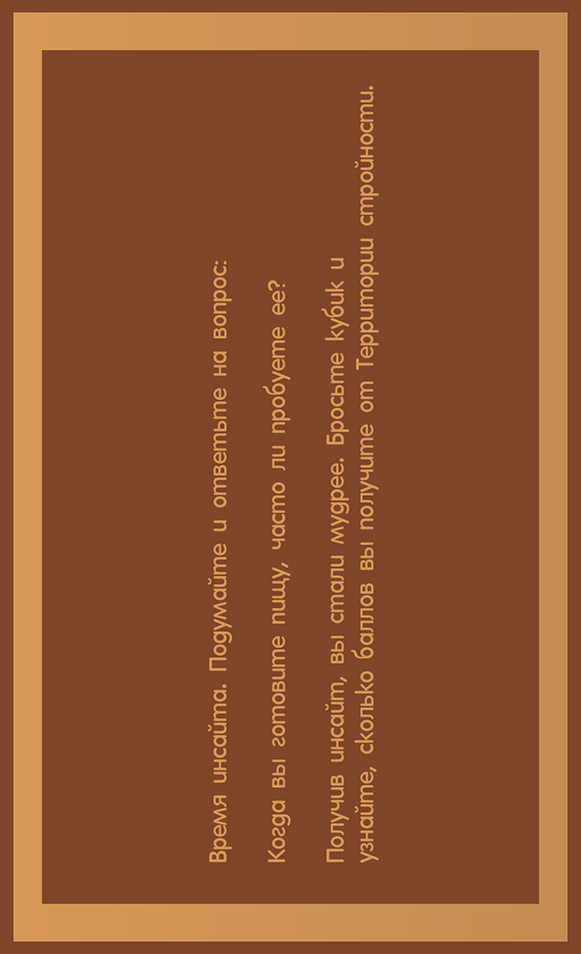 Время инсайта. Подумайте и ответьте на вопрос:
Когда вы готовите пищу, часто ли пробуете ее?
Получив инсайт, вы стали мудрее. Бросьте кубик и
узнайте, сколько баллов вы получите от Территории стройности.